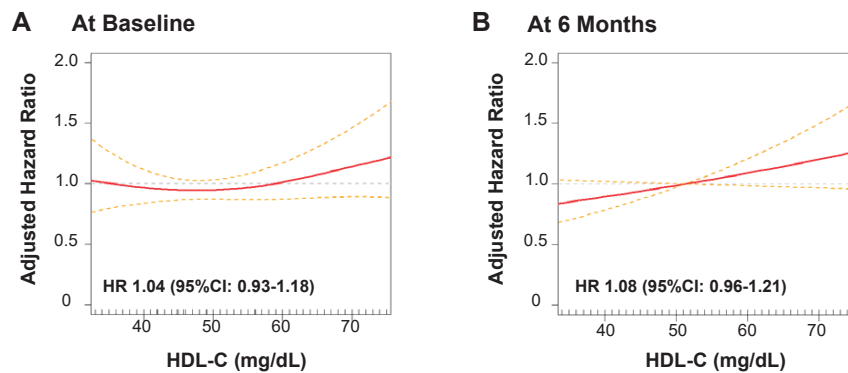 A At Baseline
Adjusted Hazard Ratio
2.0
1.5
1.0
0.5
0
HR 1.04 (95%CI: 0.93-1.18)
40 50 60 70
HDL-C (mg/dL)
B At 6 Months
Adjusted Hazard Ratio
2.0
1.5
1.0
0.5
0
HR 1.08 (95%CI: 0.96-1.21)
40 50 60 70
HDL-C (mg/dL)